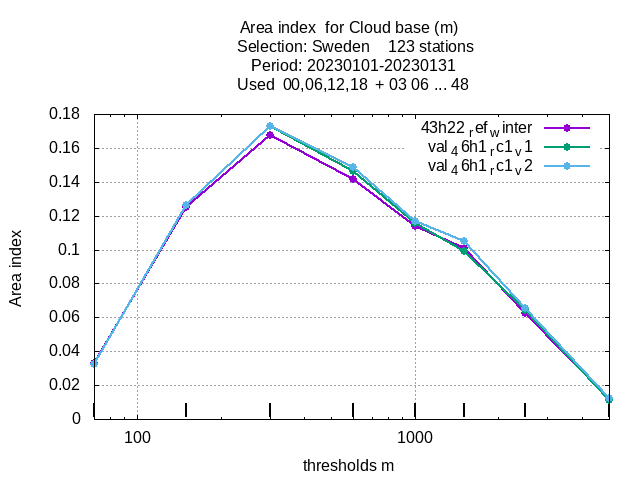 Area index  for Cloud base (m)
Selection: Sweden    123 stations
Period: 20230101-20230131
Used  00,06,12,18  + 03 06 ... 48
43h22_ref_winter
val_46h1_rc1_v1
val_46h1_rc1_v2
0.18
0.16
0.14
0.12
0.1
0.08
0.06
0.04
0.02
0
Area index
100 1000
thresholds m